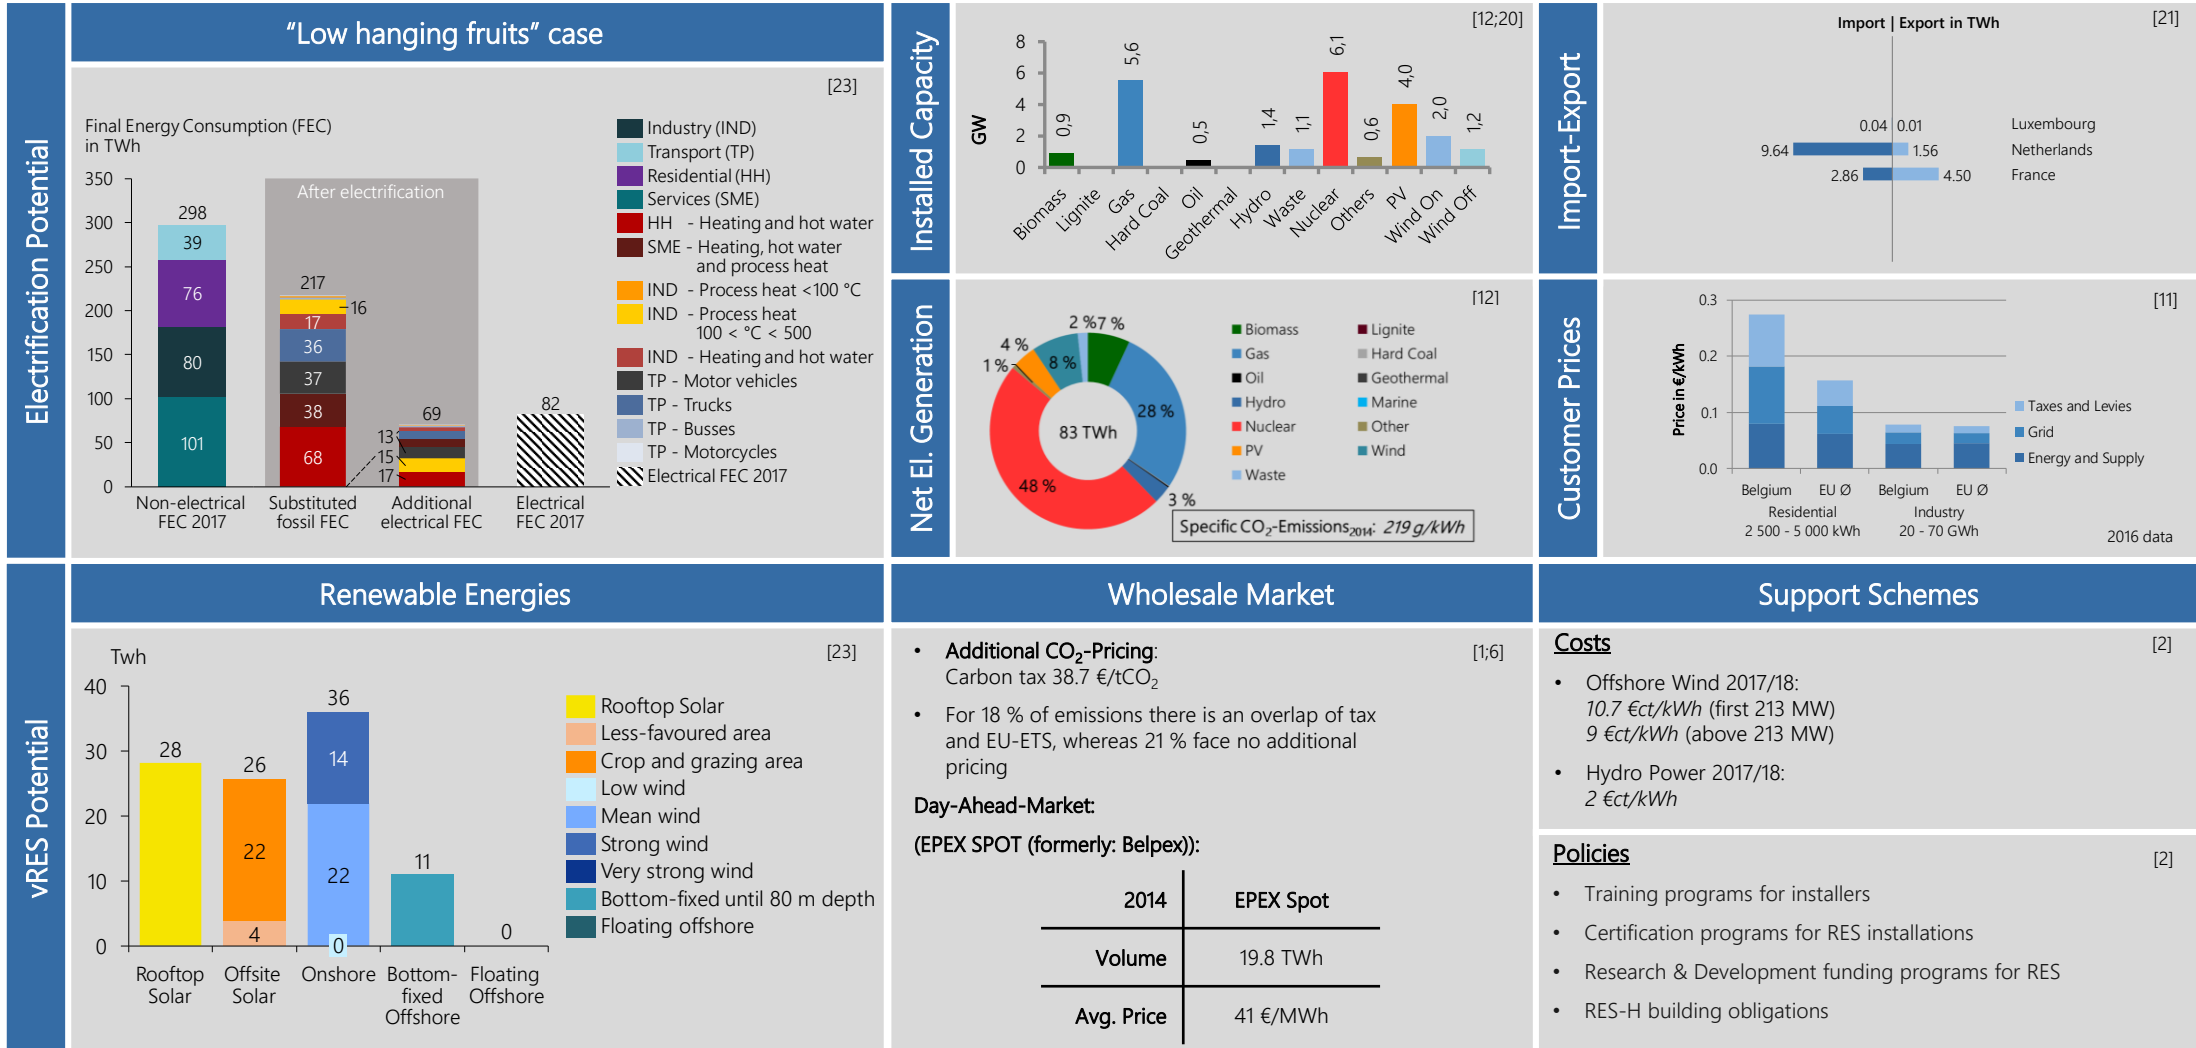 Electrification Potential
“Low hanging fruits” case
[23]
Final Energy Consumption (FEC)
in TWh
350
300
250
200
150
100
50
0
After electrification
298
39
76
80
101
217
16
17
36
37
38
68
69
13
15
17
82
Non-electrical
FEC 2017
Substituted
fossil FEC
Additional
electrical FEC
Electrical
FEC 2017
Industry (IND)
Transport (TP)
Residential (HH)
Services (SME)
HH - Heating and hot water
SME - Heating, hot water
and process heat
IND - Process heat <100 °C
IND - Process heat
100 < °C < 500
IND - Heating and hot water
TP - Motor vehicles
TP - Trucks
TP - Busses
TP - Motorcycles
Electrical FEC 2017
Installed Capacity
[12;20]
GW
8
6
4
2
0
0,9
5,6
0,5
1,4
1,1
6,1
0,6
4,0
2,0
1,2
Biomass
Lignite
Gas
Hard Coal
Oil
Geothermal
Hydro
Waste
Nuclear
Others
PV
Wind On
Wind Off
Import-Export
Import | Export in TWh
[21]
0.04 0.01 Luxembourg
9.64 1.56 Netherlands
2.86 4.50 France
Net El. Generation
[12]
2 % 7 %
4 %
8 %
1 %
28 %
83 TWh
48 %
3 %
Biomass
Gas
Oil
Hydro
Nuclear
PV
Waste
Lignite
Hard Coal
Geothermal
Marine
Other
Wind
Specific CO2-Emissions2014: 219 g/kWh
Customer Prices
[11]
Price in €/kWh
0.3
0.2
0.1
0.0
Belgium
EU Ø
Belgium
EU Ø
Residential
2 500 - 5 000 kWh
Industry
20 - 70 GWh
Taxes and Levies
Grid
Energy and Supply
2016 data
vRES Potential
Renewable Energies
[23]
Twh
40
30
20
10
0
28
26
22
4
36
14
22
0
11
0
Rooftop
Solar
Offsite
Solar
Onshore
Bottom-
fixed
Offshore
Floating
Offshore
Rooftop Solar
Less-favoured area
Crop and grazing area
Low wind
Mean wind
Strong wind
Very strong wind
Bottom-fixed until 80 m depth
Floating offshore
Wholesale Market
[1;6]
• Additional CO2-Pricing:
Carbon tax 38.7 €/tCO2
• For 18 % of emissions there is an overlap of tax
and EU-ETS, whereas 21 % face no additional
pricing
Day-Ahead-Market:
(EPEX SPOT (formerly: Belpex)):
2014 EPEX Spot
Volume 19.8 TWh
Avg. Price 41 €/MWh
Support Schemes
Costs
[2]
• Offshore Wind 2017/18:
10.7 €ct/kWh (first 213 MW)
9 €ct/kWh (above 213 MW)
• Hydro Power 2017/18:
2 €ct/kWh
Policies
[2]
• Training programs for installers
• Certification programs for RES installations
• Research & Development funding programs for RES
• RES-H building obligations